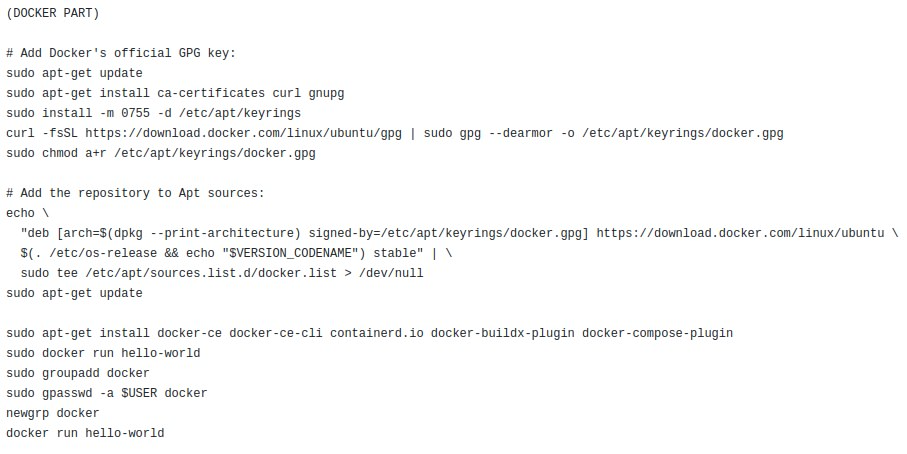 (DOCKER PART)

# Add Docker's official GPG key:
sudo apt-get update
sudo apt-get install ca-certificates curl gnupg
sudo install -m 0755 -d /etc/apt/keyrings
curl -fsSL https://download.docker.com/linux/ubuntu/gpg | sudo gpg --dearmor -o /etc/apt/keyrings/docker.gpg
sudo chmod a+r /etc/apt/keyrings/docker.gpg

# Add the repository to Apt sources:
echo \
  "deb [arch=$(dpkg --print-architecture) signed-by=/etc/apt/keyrings/docker.gpg] https://download.docker.com/linux/ubuntu \
  $(. /etc/os-release && echo "$VERSION_CODENAME") stable" | \
  sudo tee /etc/apt/sources.list.d/docker.list > /dev/null
sudo apt-get update

sudo apt-get install docker-ce docker-ce-cli containerd.io docker-buildx-plugin docker-compose-plugin
sudo docker run hello-world
sudo groupadd docker
sudo gpasswd -a $USER docker
newgrp docker
docker run hello-world